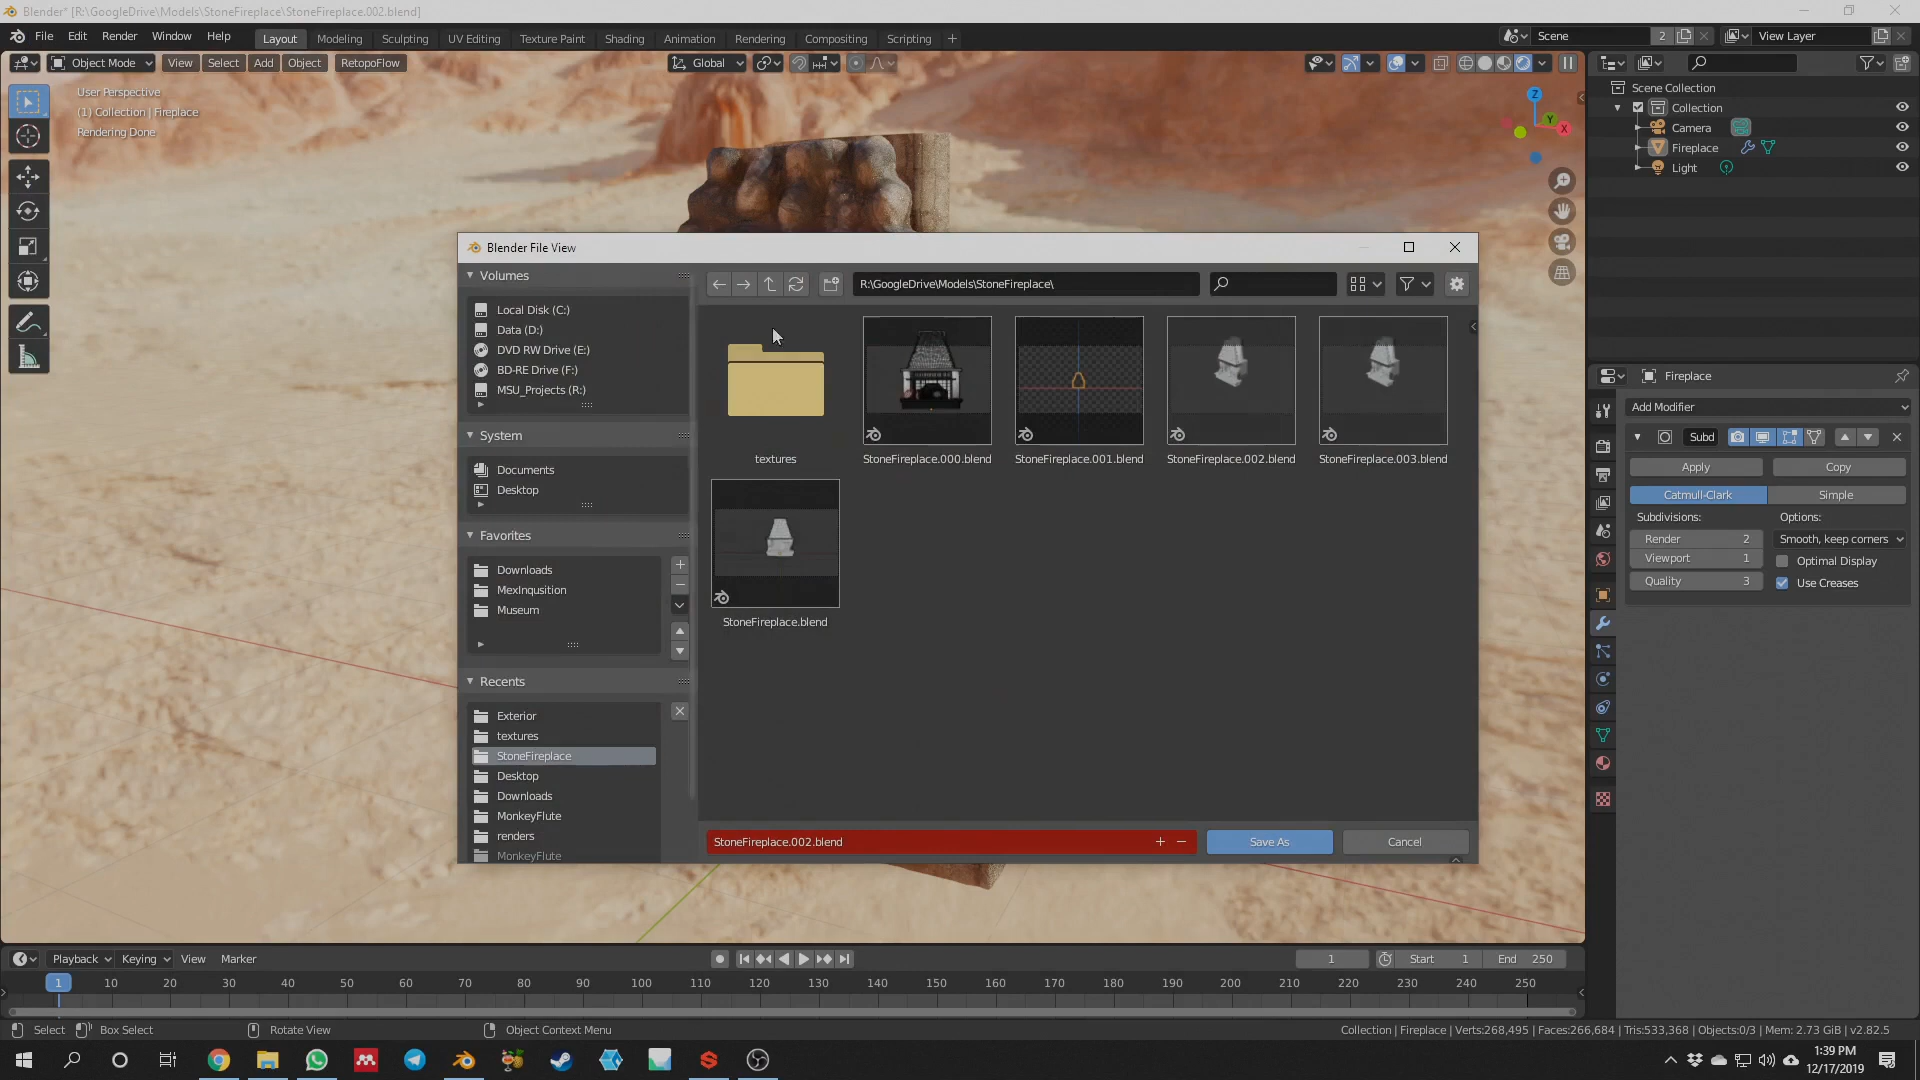 Blender* [R:\GoogleDrive\Models\StoneFireplace\StoneFireplace.002.blend]
File Edit Render Window Help Layout Modeling Sculpting UV Editing Texture Paint Shading Animation Rendering Compositing Scripting + Scene 2 View Layer
Object Mode View Select Add Object RetopoFlow Global
User Perspective
(1) Collection | Fireplace
Rendering Done
Z
Y
X
Scene Collection
Collection
Camera
Fireplace
Light
Blender File View
Volumes
Local Disk (C:)
Data (D:)
DVD RW Drive (E:)
BD-RE Drive (F:)
MSU_Projects (R:)
System
Documents
Desktop
Favorites
Downloads
MexInqusition
Museum
Recents
Exterior
textures
StoneFireplace
Desktop
Downloads
MonkeyFlute
renders
MonkeyFlute
R:\GoogleDrive\Models\StoneFireplace\
textures StoneFireplace.000.blend StoneFireplace.001.blend StoneFireplace.002.blend StoneFireplace.003.blend
StoneFireplace.blend
StoneFireplace.002.blend + − Save As Cancel
Fireplace
Add Modifier
Subd
Apply Copy
Catmull-Clark Simple
Subdivisions: Options:
Render 2 Smooth, keep corners
Viewport 1 Optimal Display
Quality 3 Use Creases
Playback Keying View Marker 1 Start 1 End 250
1 10 20 30 40 50 60 70 80 90 100 110 120 130 140 150 160 170 180 190 200 210 220 230 240 250
Select Box Select Rotate View Object Context Menu Collection | Fireplace | Verts:268,495 | Faces:266,684 | Tris:533,368 | Objects:0/3 | Mem: 2.73 GiB | v2.82.5
1:39 PM
12/17/2019